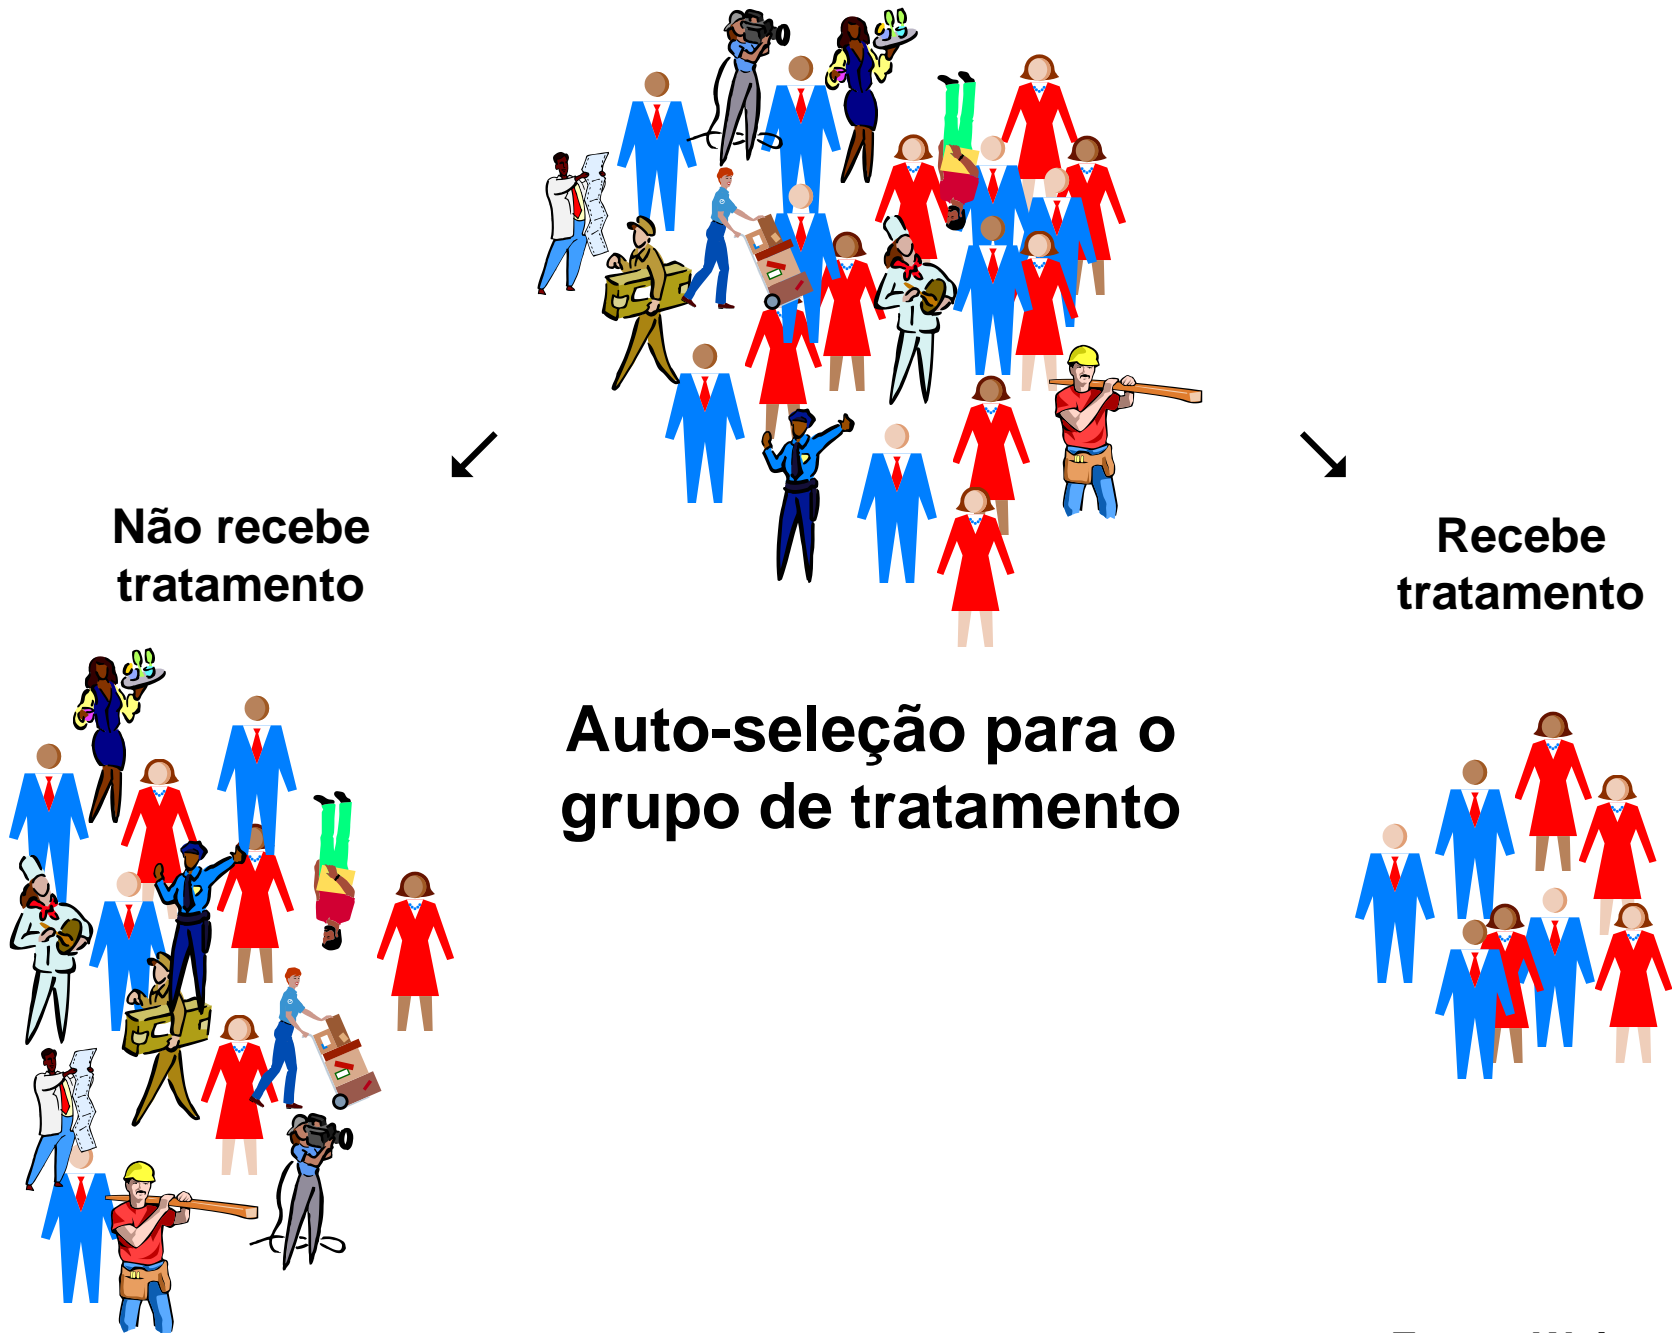 Não recebe
tratamento
Recebe
tratamento
Auto-seleção para o
grupo de tratamento